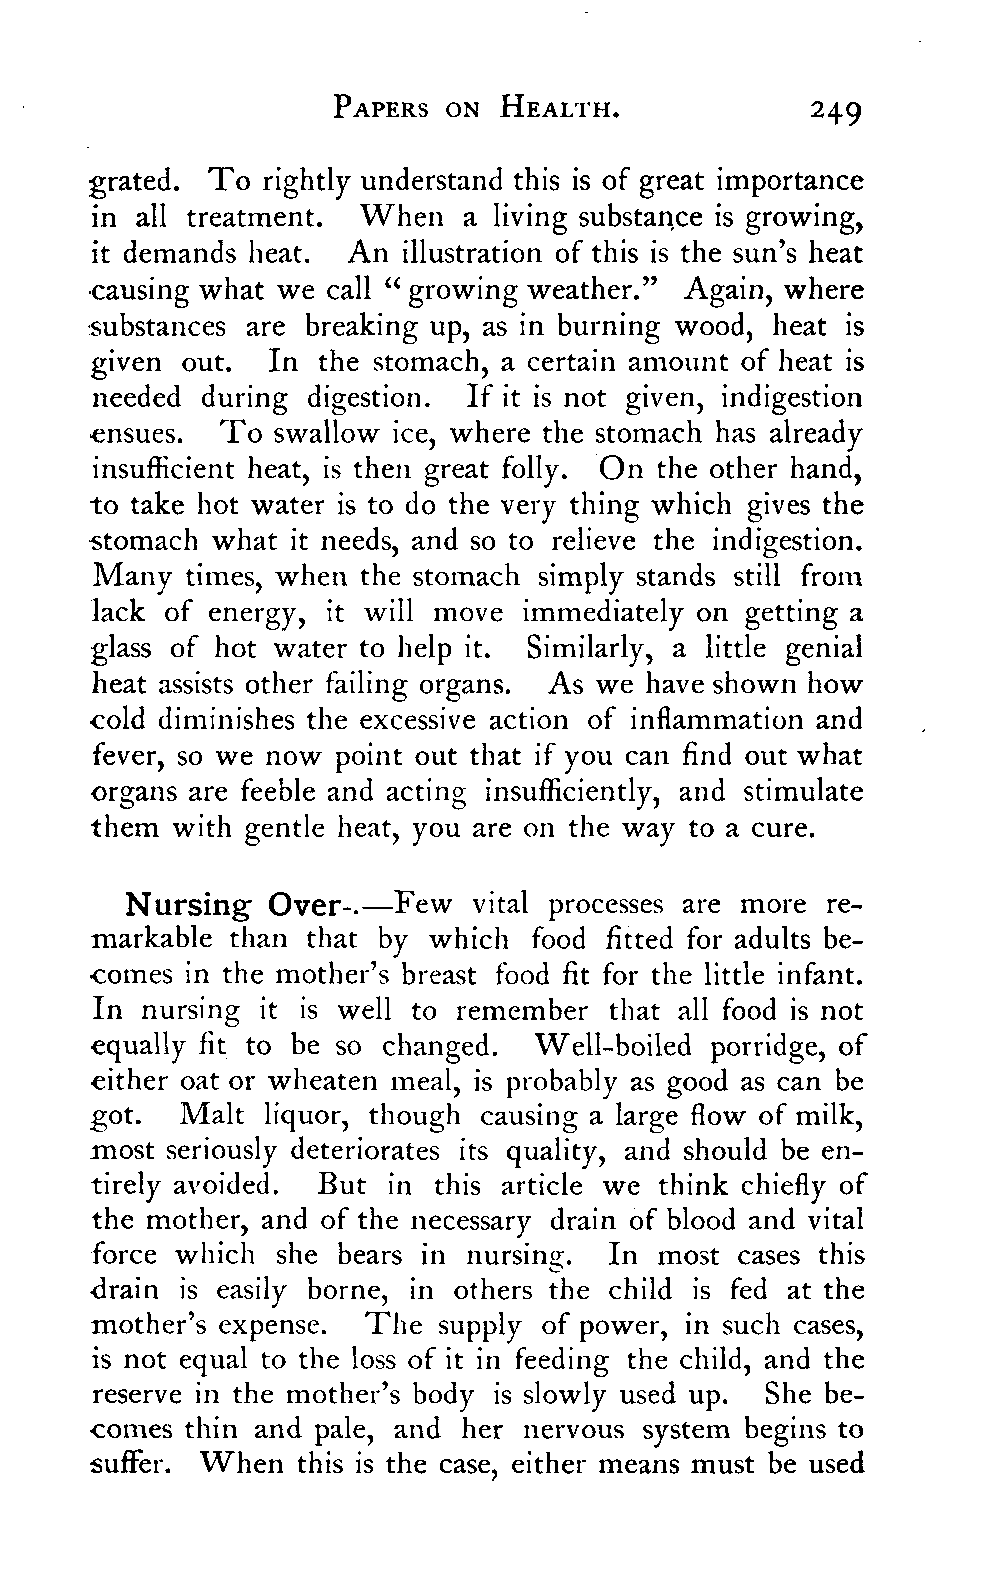 PAPERS ON HEALTH. 249
grated. To rightly understand this is of great importance
in all treatment. When a living substance is growing,
it demands heat. An illustration of this is the sun's heat
causing what we call "growing weather." Again, where
substances are breaking up, as in burning wood, heat is
given out. In the stomach, a certain amount of heat is
needed during digestion. If it is not given, indigestion
ensues. To swallow ice, where the stomach has already
insufficient heat, is then great folly. On the other hand,
to take hot water is to do the very thing which gives the
stomach what it needs, and so to relieve the indigestion.
Many times, when the stomach simply stands still from
lack of energy, it will move immediately on getting a
glass of hot water to help it. Similarly, a little genial
heat assists other failing organs. As we have shown how
cold diminishes the excessive action of inflammation and
fever, so we now point out that if you can find out what
organs are feeble and acting insufficiently, and stimulate
them with gentle heat, you are on the way to a cure.
Nursing Over-.—Few vital processes are more re-
markable than that by which food fitted for adults be-
comes in the mother's breast food fit for the little infant.
In nursing it is well to remember that all food is not
equally fit to be so changed. Well-boiled porridge, of
either oat or wheaten meal, is probably as good as can be
got. Malt liquor, though causing a large flow of milk,
most seriously deteriorates its quality, and should be en-
tirely avoided. But in this article we think chiefly of
the mother, and of the necessary drain of blood and vital
force which she bears in nursing. In most cases this
drain is easily borne, in others the child is fed at the
mother's expense. The supply of power, in such cases,
is not equal to the loss of it in feeding the child, and the
reserve in the mother's body is slowly used up. She be-
comes thin and pale, and her nervous system begins to
suffer. When this is the case, either means must be used